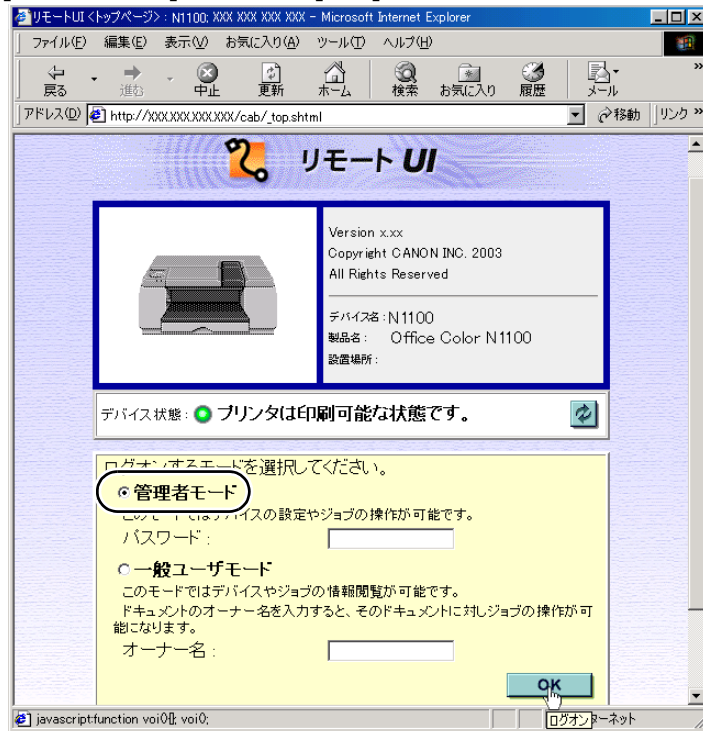 リモートUI <トップページ> : N1100; XXX XXX XXX XXX - Microsoft Internet Explorer
ファイル(F) 編集(E) 表示(V) お気に入り(A) ツール(T) ヘルプ(H)
戻る 進む 中止 更新 ホーム 検索 お気に入り 履歴 メール »
アドレス(D) http://XXX.XXX.XXX.XXX/cab/_top.shtml 移動 リンク »
リモート UI
Version x.xx
Copyright CANON INC. 2003
All Rights Reserved
デバイス名 : N1100
製品名 : Office Color N1100
設置場所 :
デバイス状態 : プリンタは印刷可能な状態です。
ログオンするモードを選択してください。
管理者モード
このモードではデバイスの設定やジョブの操作が可能です。
パスワード :
一般ユーザモード
このモードではデバイスやジョブの情報閲覧が可能です。
ドキュメントのオーナー名を入力すると、そのドキュメントに対しジョブの操作が可
能になります。
オーナー名 :
OK
javascript:function voi0{}; voi0; ログオン ターネット